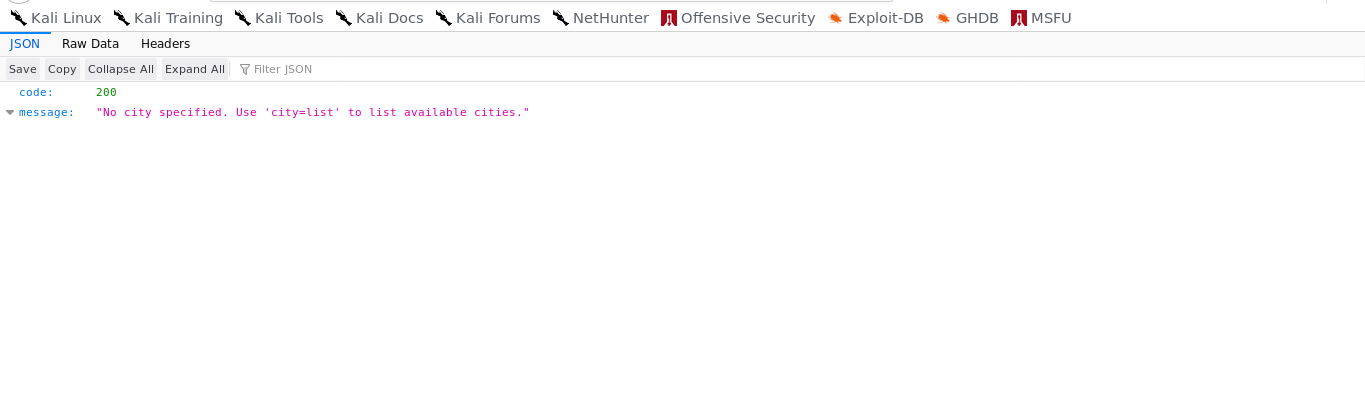 Kali Linux Kali Training Kali Tools Kali Docs Kali Forums NetHunter Offensive Security Exploit-DB GHDB MSFU
JSON Raw Data Headers
Save Copy Collapse All Expand All Filter JSON
code: 200
message: "No city specified. Use 'city=list' to list available cities."